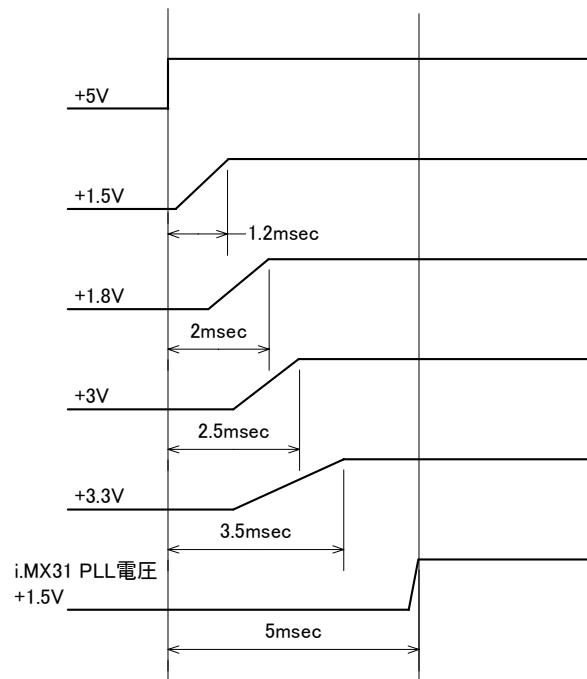 +5V
+1.5V
1.2msec
+1.8V
2msec
+3V
2.5msec
+3.3V
3.5msec
i.MX31 PLL電圧
+1.5V
5msec